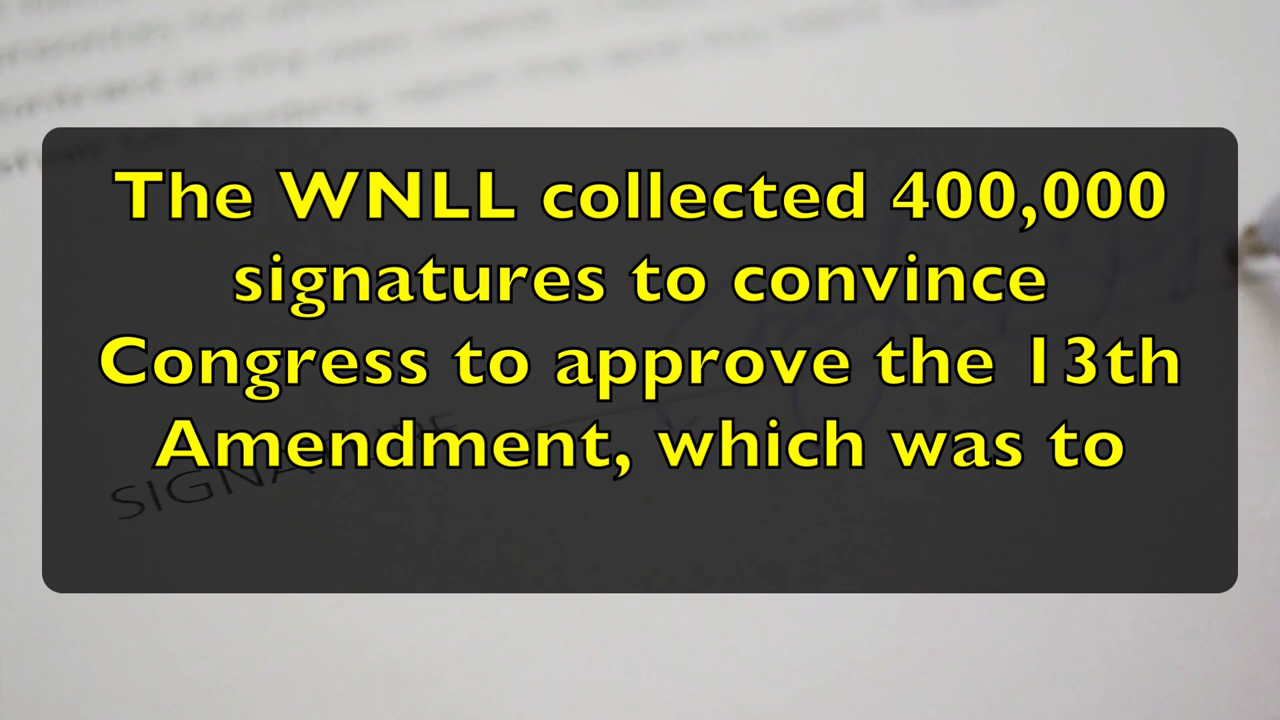 The WNLL collected 400,000
signatures to convince
Congress to approve the 13th
Amendment, which was to